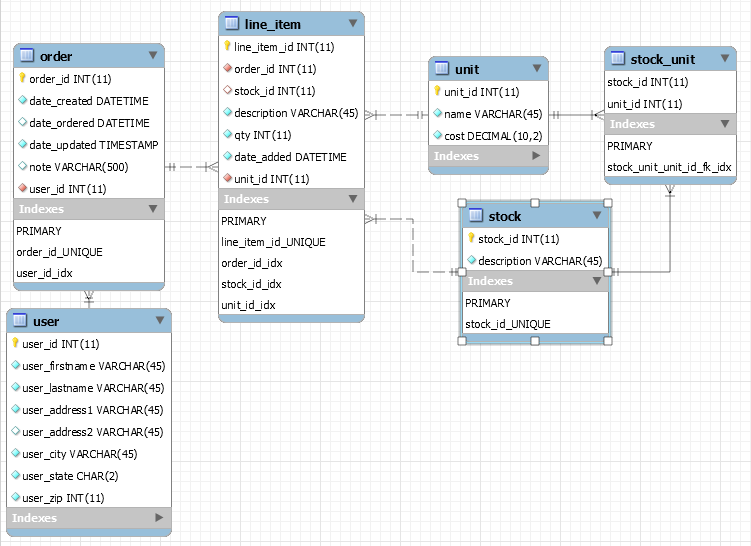 order
order_id INT(11)
date_created DATETIME
date_ordered DATETIME
date_updated TIMESTAMP
note VARCHAR(500)
user_id INT(11)
Indexes
PRIMARY
order_id_UNIQUE
user_id_idx
user
user_id INT(11)
user_firstname VARCHAR(45)
user_lastname VARCHAR(45)
user_address1 VARCHAR(45)
user_address2 VARCHAR(45)
user_city VARCHAR(45)
user_state CHAR(2)
user_zip INT(11)
Indexes
line_item
line_item_id INT(11)
order_id INT(11)
stock_id INT(11)
description VARCHAR(45)
qty INT(11)
date_added DATETIME
unit_id INT(11)
Indexes
PRIMARY
line_item_id_UNIQUE
order_id_idx
stock_id_idx
unit_id_idx
unit
unit_id INT(11)
name VARCHAR(45)
cost DECIMAL(10,2)
Indexes
stock
stock_id INT(11)
description VARCHAR(45)
Indexes
PRIMARY
stock_id_UNIQUE
stock_unit
stock_id INT(11)
unit_id INT(11)
Indexes
PRIMARY
stock_unit_unit_id_fk_idx